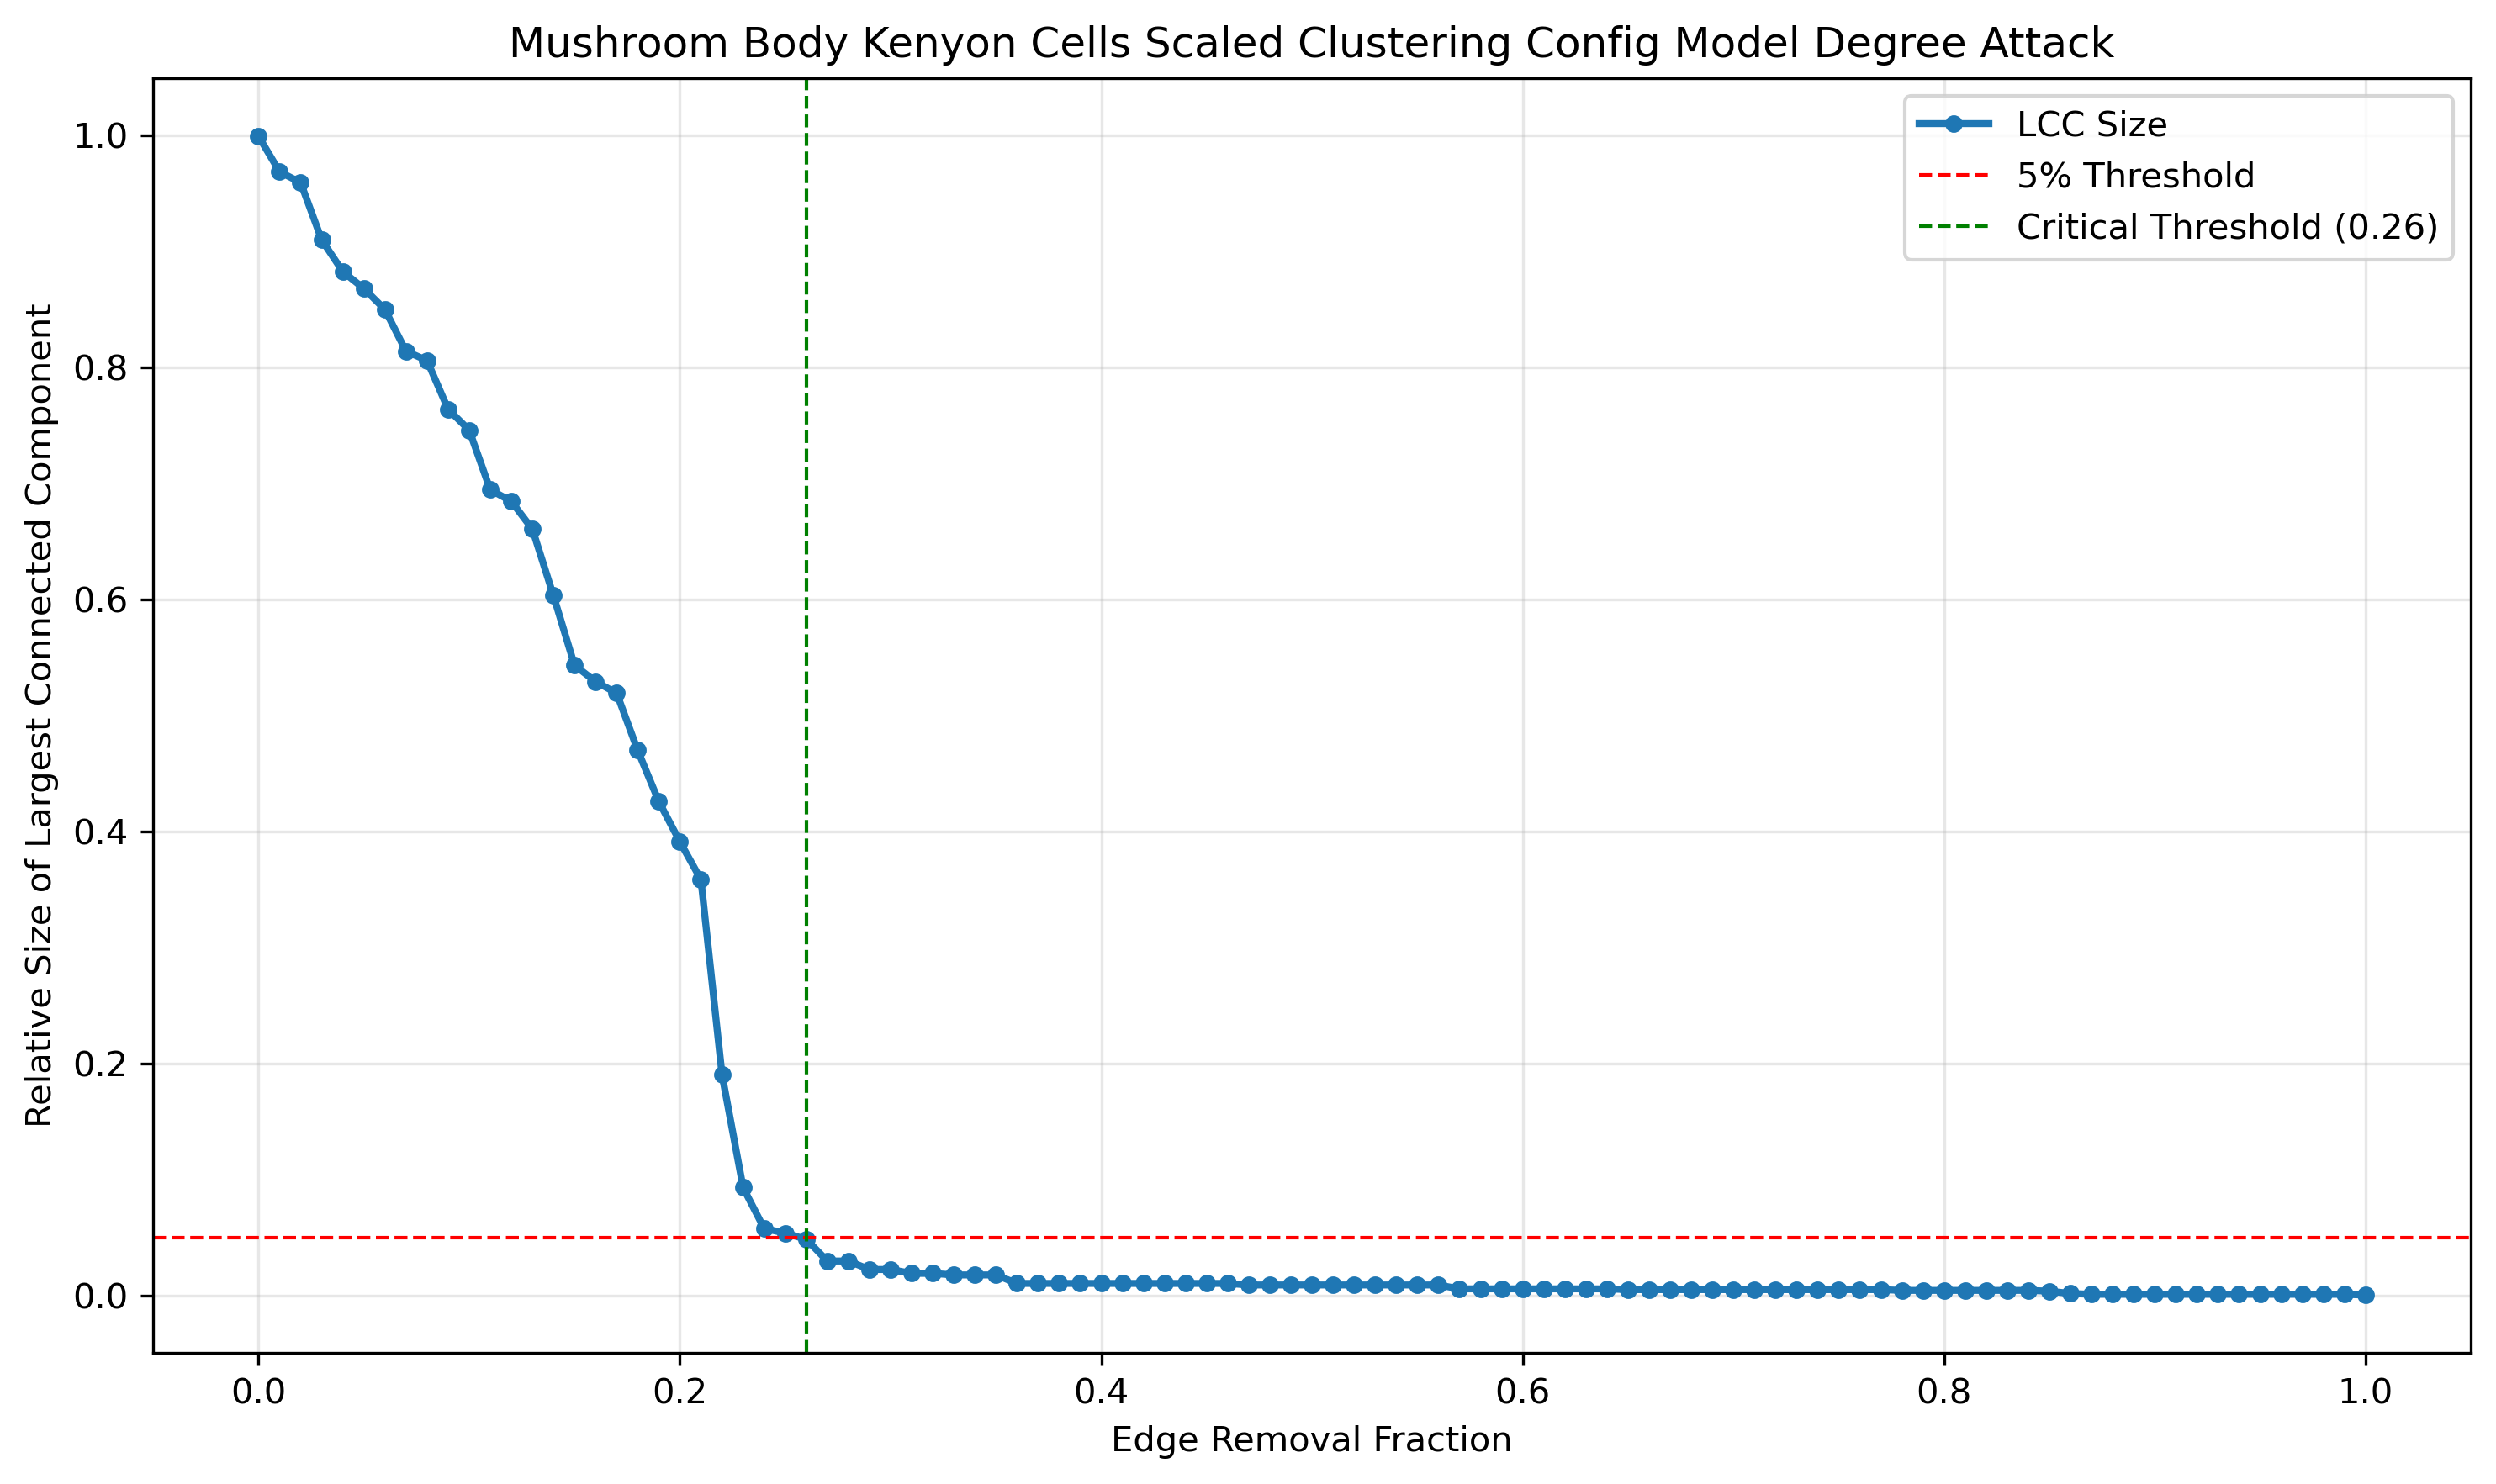 Mushroom Body Kenyon Cells Scaled Clustering Config Model Degree Attack
LCC Size
5% Threshold
Critical Threshold (0.26)
Relative Size of Largest Connected Component
1.0
0.8
0.6
0.4
0.2
0.0
0.0 0.2 0.4 0.6 0.8 1.0
Edge Removal Fraction